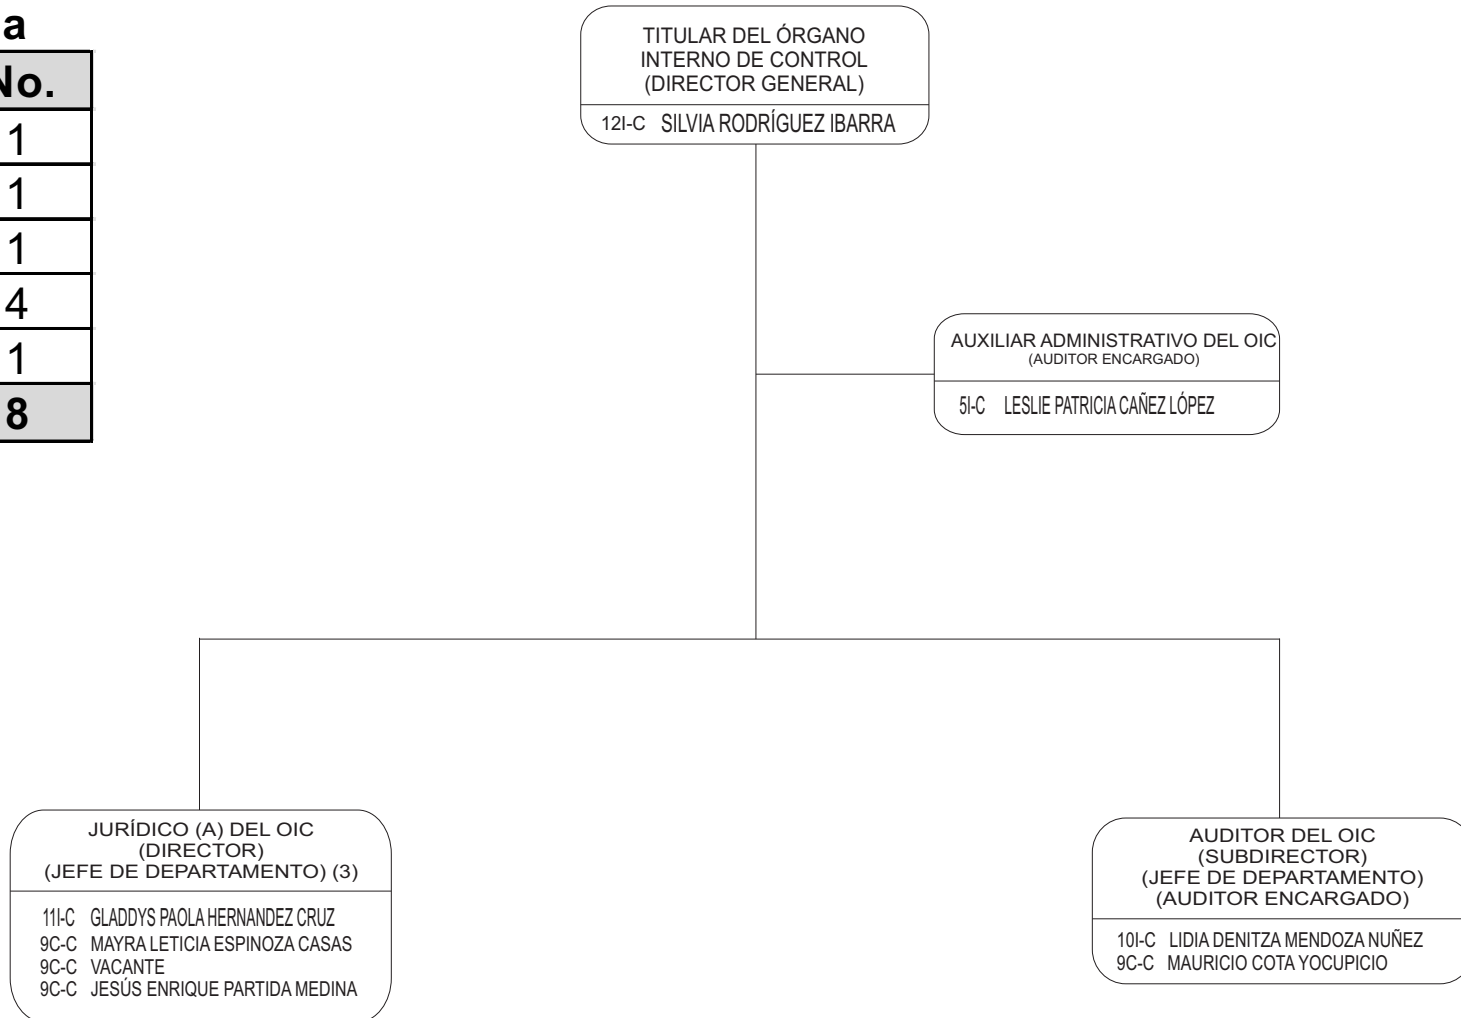 a
No.
1
1
1
4
1
8
TITULAR DEL ÓRGANO
INTERNO DE CONTROL
(DIRECTOR GENERAL)
12I-C SILVIA RODRÍGUEZ IBARRA
AUXILIAR ADMINISTRATIVO DEL OIC
(AUDITOR ENCARGADO)
5I-C LESLIE PATRICIA CAÑEZ LÓPEZ
JURÍDICO (A) DEL OIC
(DIRECTOR)
(JEFE DE DEPARTAMENTO) (3)
11I-C GLADDYS PAOLA HERNANDEZ CRUZ
9C-C MAYRA LETICIA ESPINOZA CASAS
9C-C VACANTE
9C-C JESÚS ENRIQUE PARTIDA MEDINA
AUDITOR DEL OIC
(SUBDIRECTOR)
(JEFE DE DEPARTAMENTO)
(AUDITOR ENCARGADO)
10I-C LIDIA DENITZA MENDOZA NUÑEZ
9C-C MAURICIO COTA YOCUPICIO